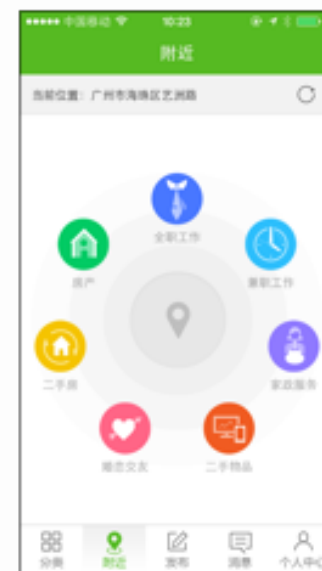 中国移动 10:23
附近
当前位置: 广州市海珠区艺洲路
全职工作
房产
兼职工作
二手房
家政服务
婚恋交友
二手物品
分类 附近 发布 消息 个人中心